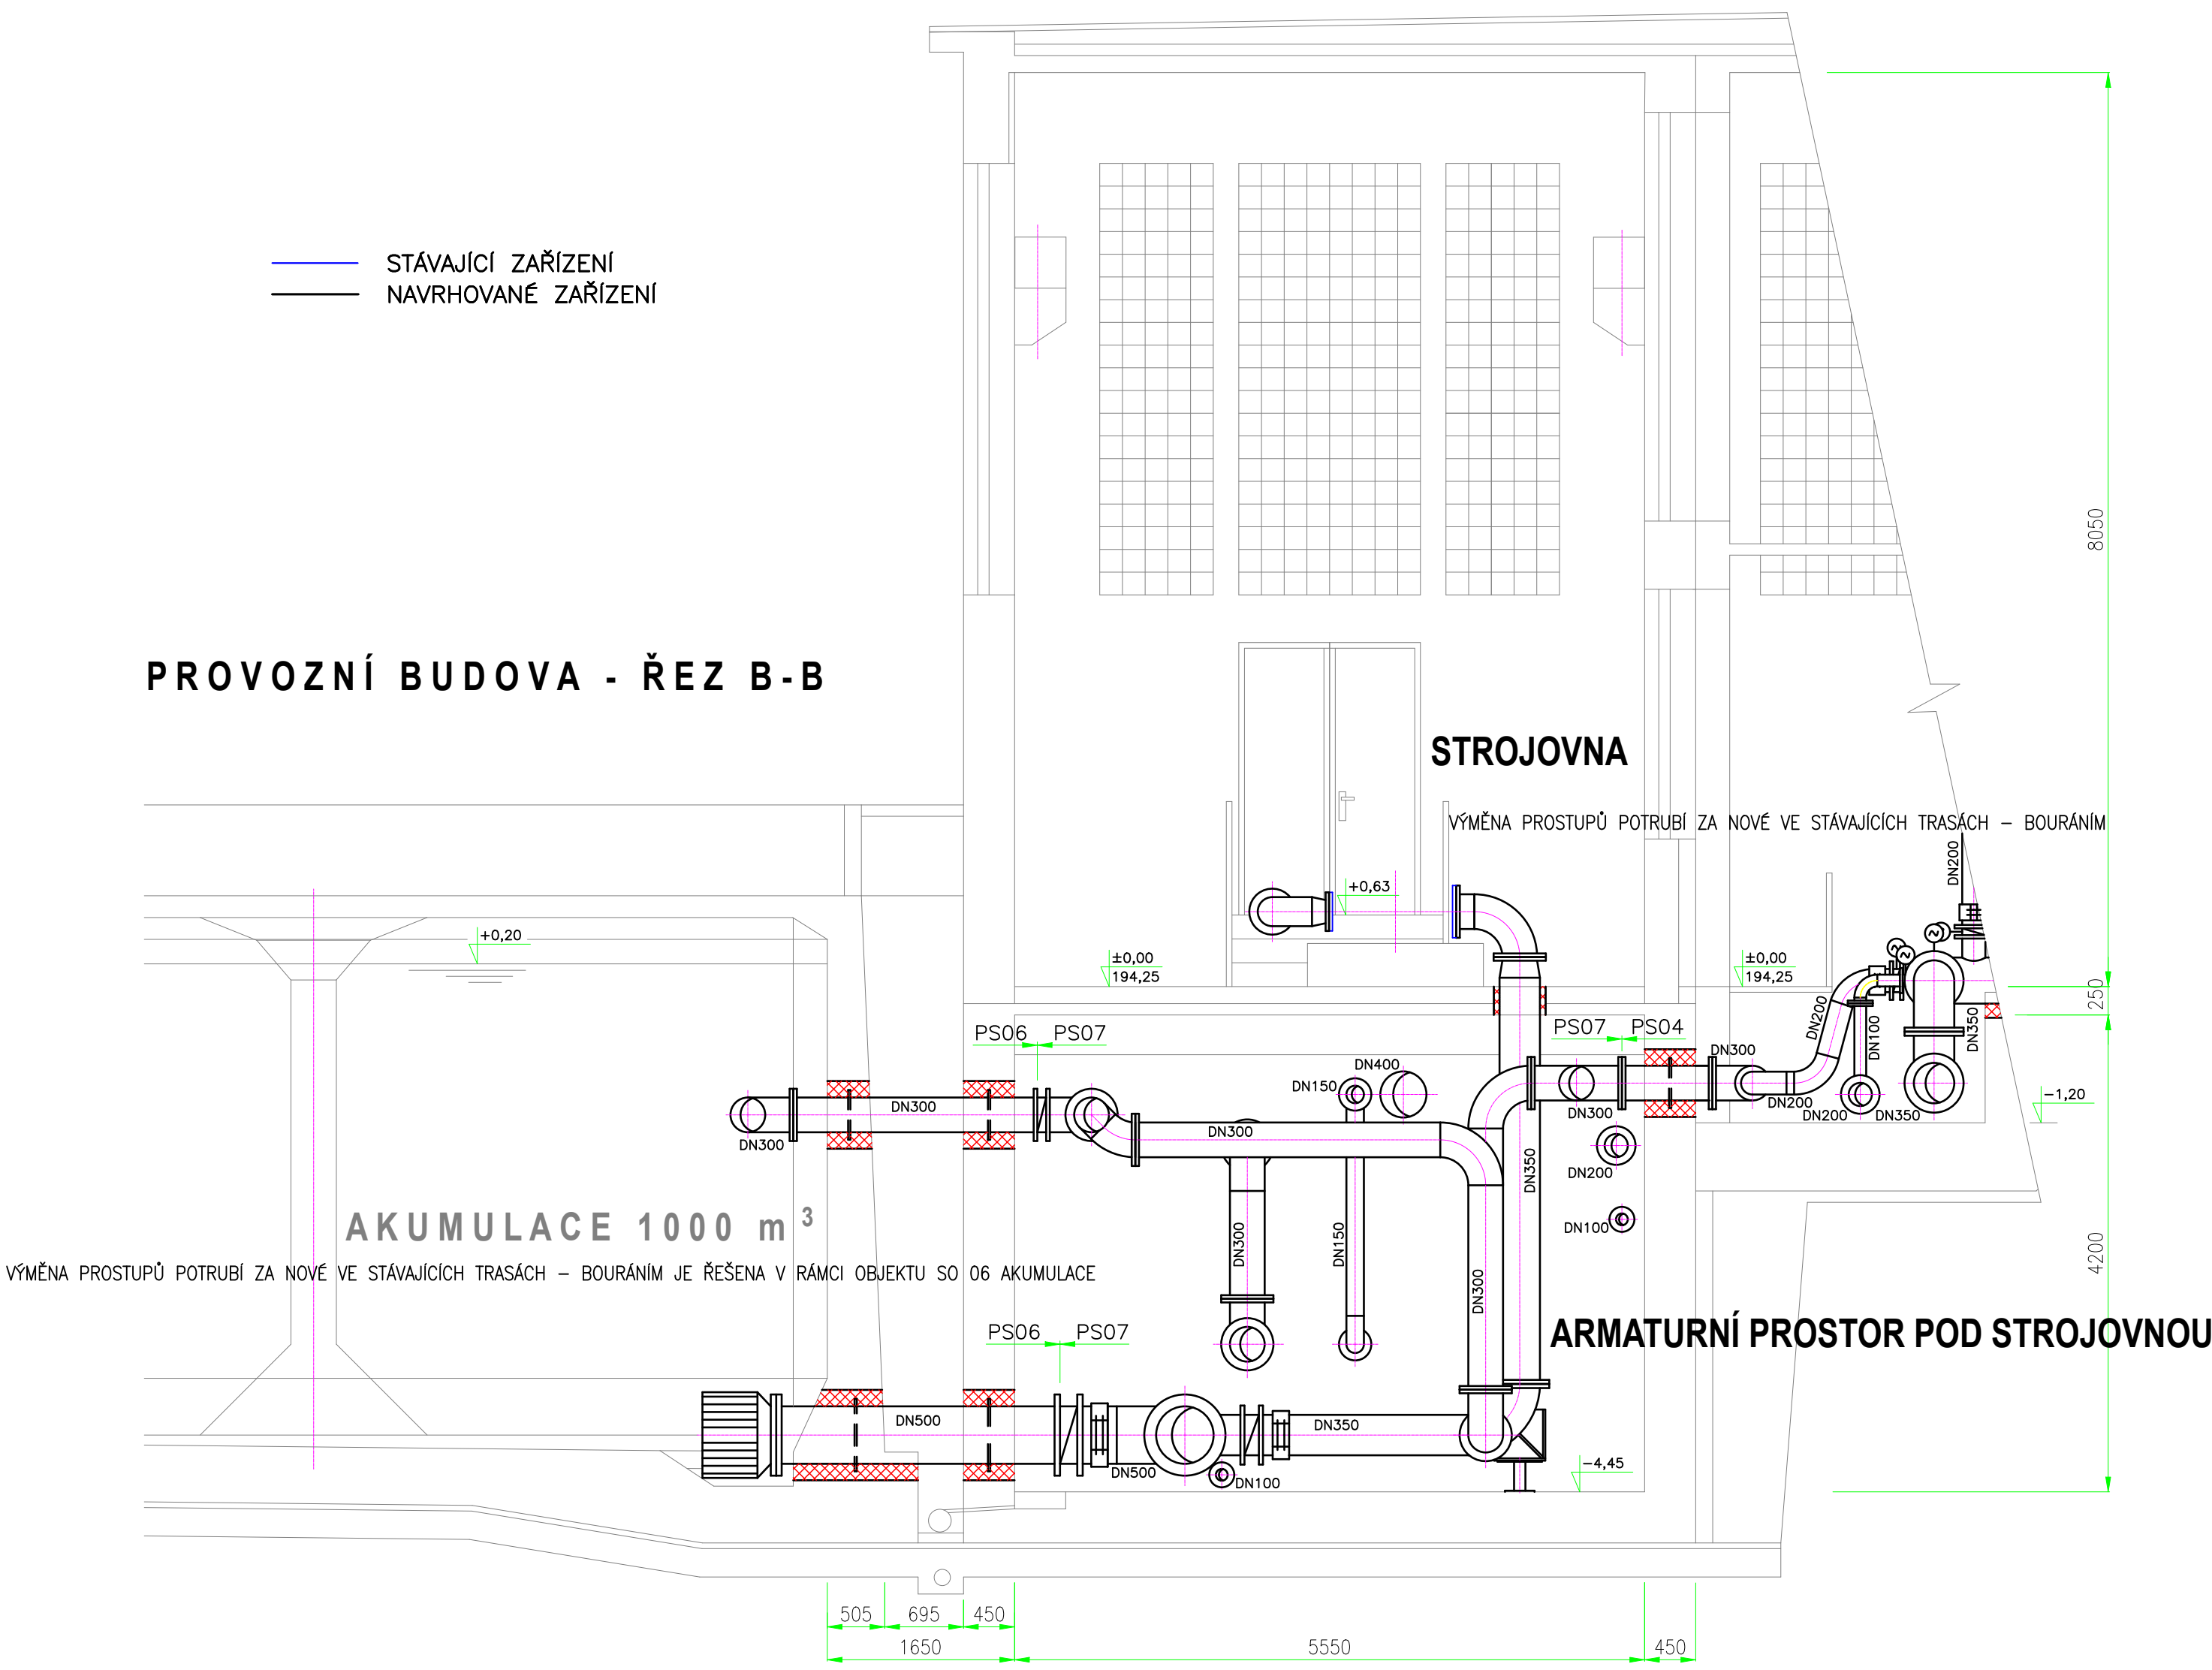 STÁVAJÍCÍ ZAŘÍZENÍ
NAVRHOVANÉ ZAŘÍZENÍ
8050
PROVOZNÍ BUDOVA - ŘEZ B-B
STROJOVNA
VÝMĚNA PROSTUPŮ POTRUBÍ ZA NOVÉ VE STÁVAJÍCÍCH TRASÁCH – BOURÁNÍM
DN200
+0,63
+0,20
±0,00
194,25
±0,00
194,25
250
DN200
DN100
DN350
PS06 PS07
PS07 PS04
DN300
DN400
DN150
DN300
DN300
DN200
DN200
DN350
−1,20
DN300
DN300
DN300
DN350
DN200
DN100
DN300
DN150
DN300
4200
AKUMULACE 1000 m³
VÝMĚNA PROSTUPŮ POTRUBÍ ZA NOVÉ VE STÁVAJÍCÍCH TRASÁCH – BOURÁNÍM JE ŘEŠENA V RÁMCI OBJEKTU SO 06 AKUMULACE
PS06 PS07
ARMATURNÍ PROSTOR POD STROJOVNOU
DN500
DN350
DN500
DN100
−4,45
505
695
450
1650
5550
450